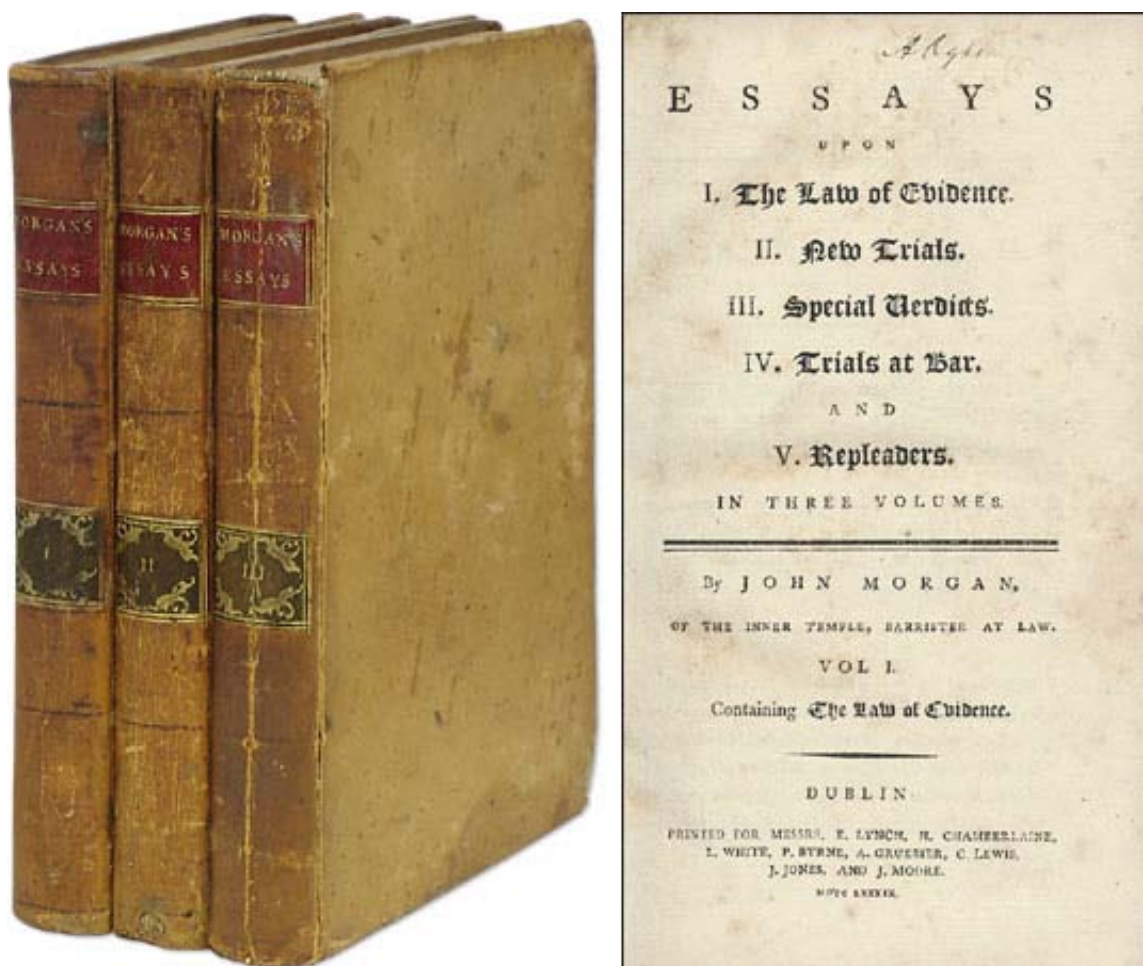 MORGAN'S
ESSAYS
I
MORGAN'S
ESSAYS
II
MORGAN'S
ESSAYS
III
ESSAYS
UPON
I. The Law of Evidence.
II. New Trials.
III. Special Verdicts.
IV. Trials at Bar.
AND
V. Repleaders.
IN THREE VOLUMES.
By JOHN MORGAN,
OF THE INNER TEMPLE, BARRISTER AT LAW.
VOL I.
Containing The Law of Evidence.
DUBLIN
PRINTED FOR MESSRS. E. LYNCH, H. CHAMBERLAINE,
L. WHITE, P. BYRNE, A. GRUEBIER, C. LEWIS,
J. JONES, AND J. MOORE.